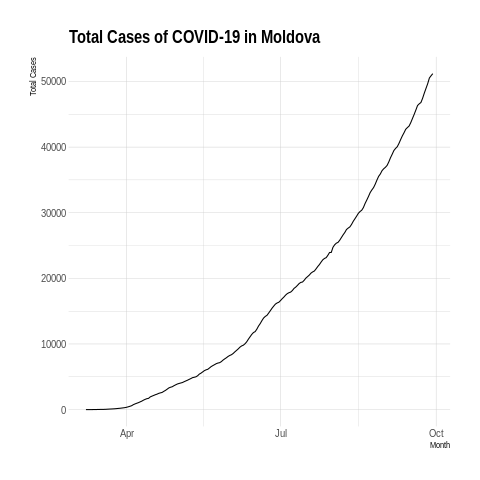 Total Cases of COVID-19 in Moldova
Total Cases
50000
40000
30000
20000
10000
0
Apr
Jul
Oct
Month